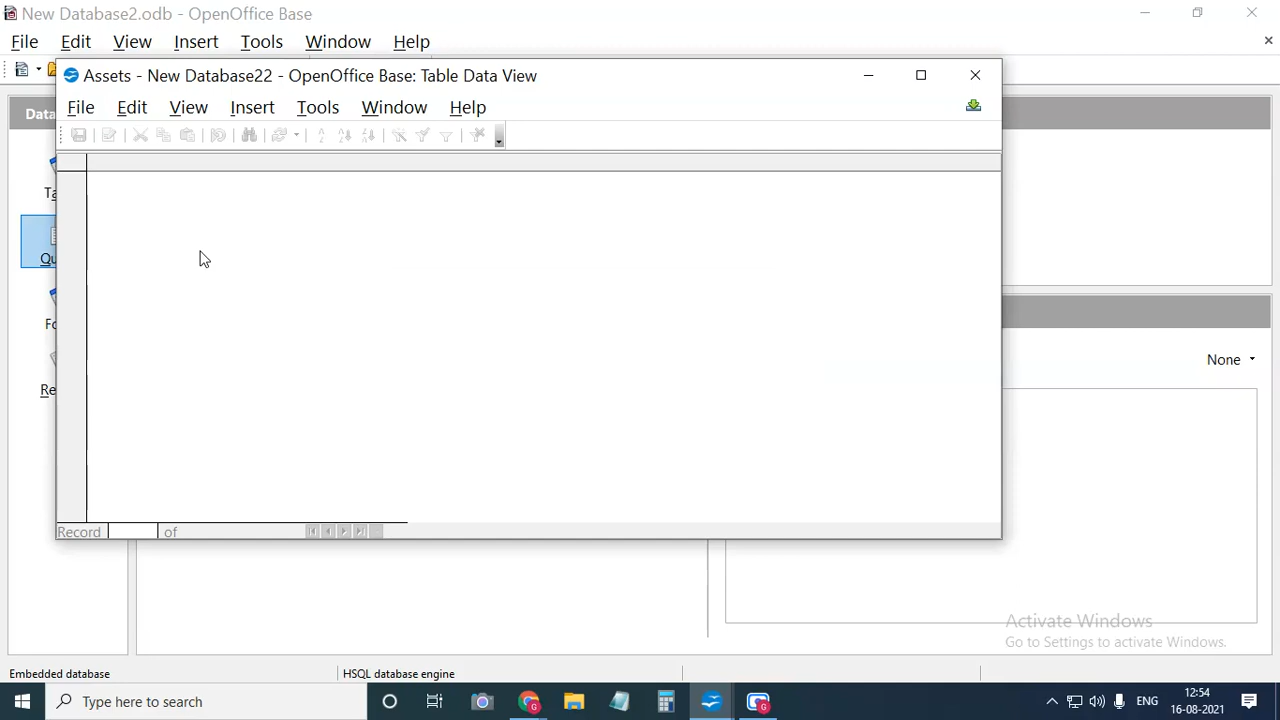 New Database2.odb - OpenOffice Base
File Edit View Insert Tools Window Help
Assets - New Database22 - OpenOffice Base: Table Data View
File Edit View Insert Tools Window Help
Data
None
Record of
Activate Windows
Go to Settings to activate Windows.
Embedded database HSQL database engine
Type here to search
ENG
12:54
16-08-2021